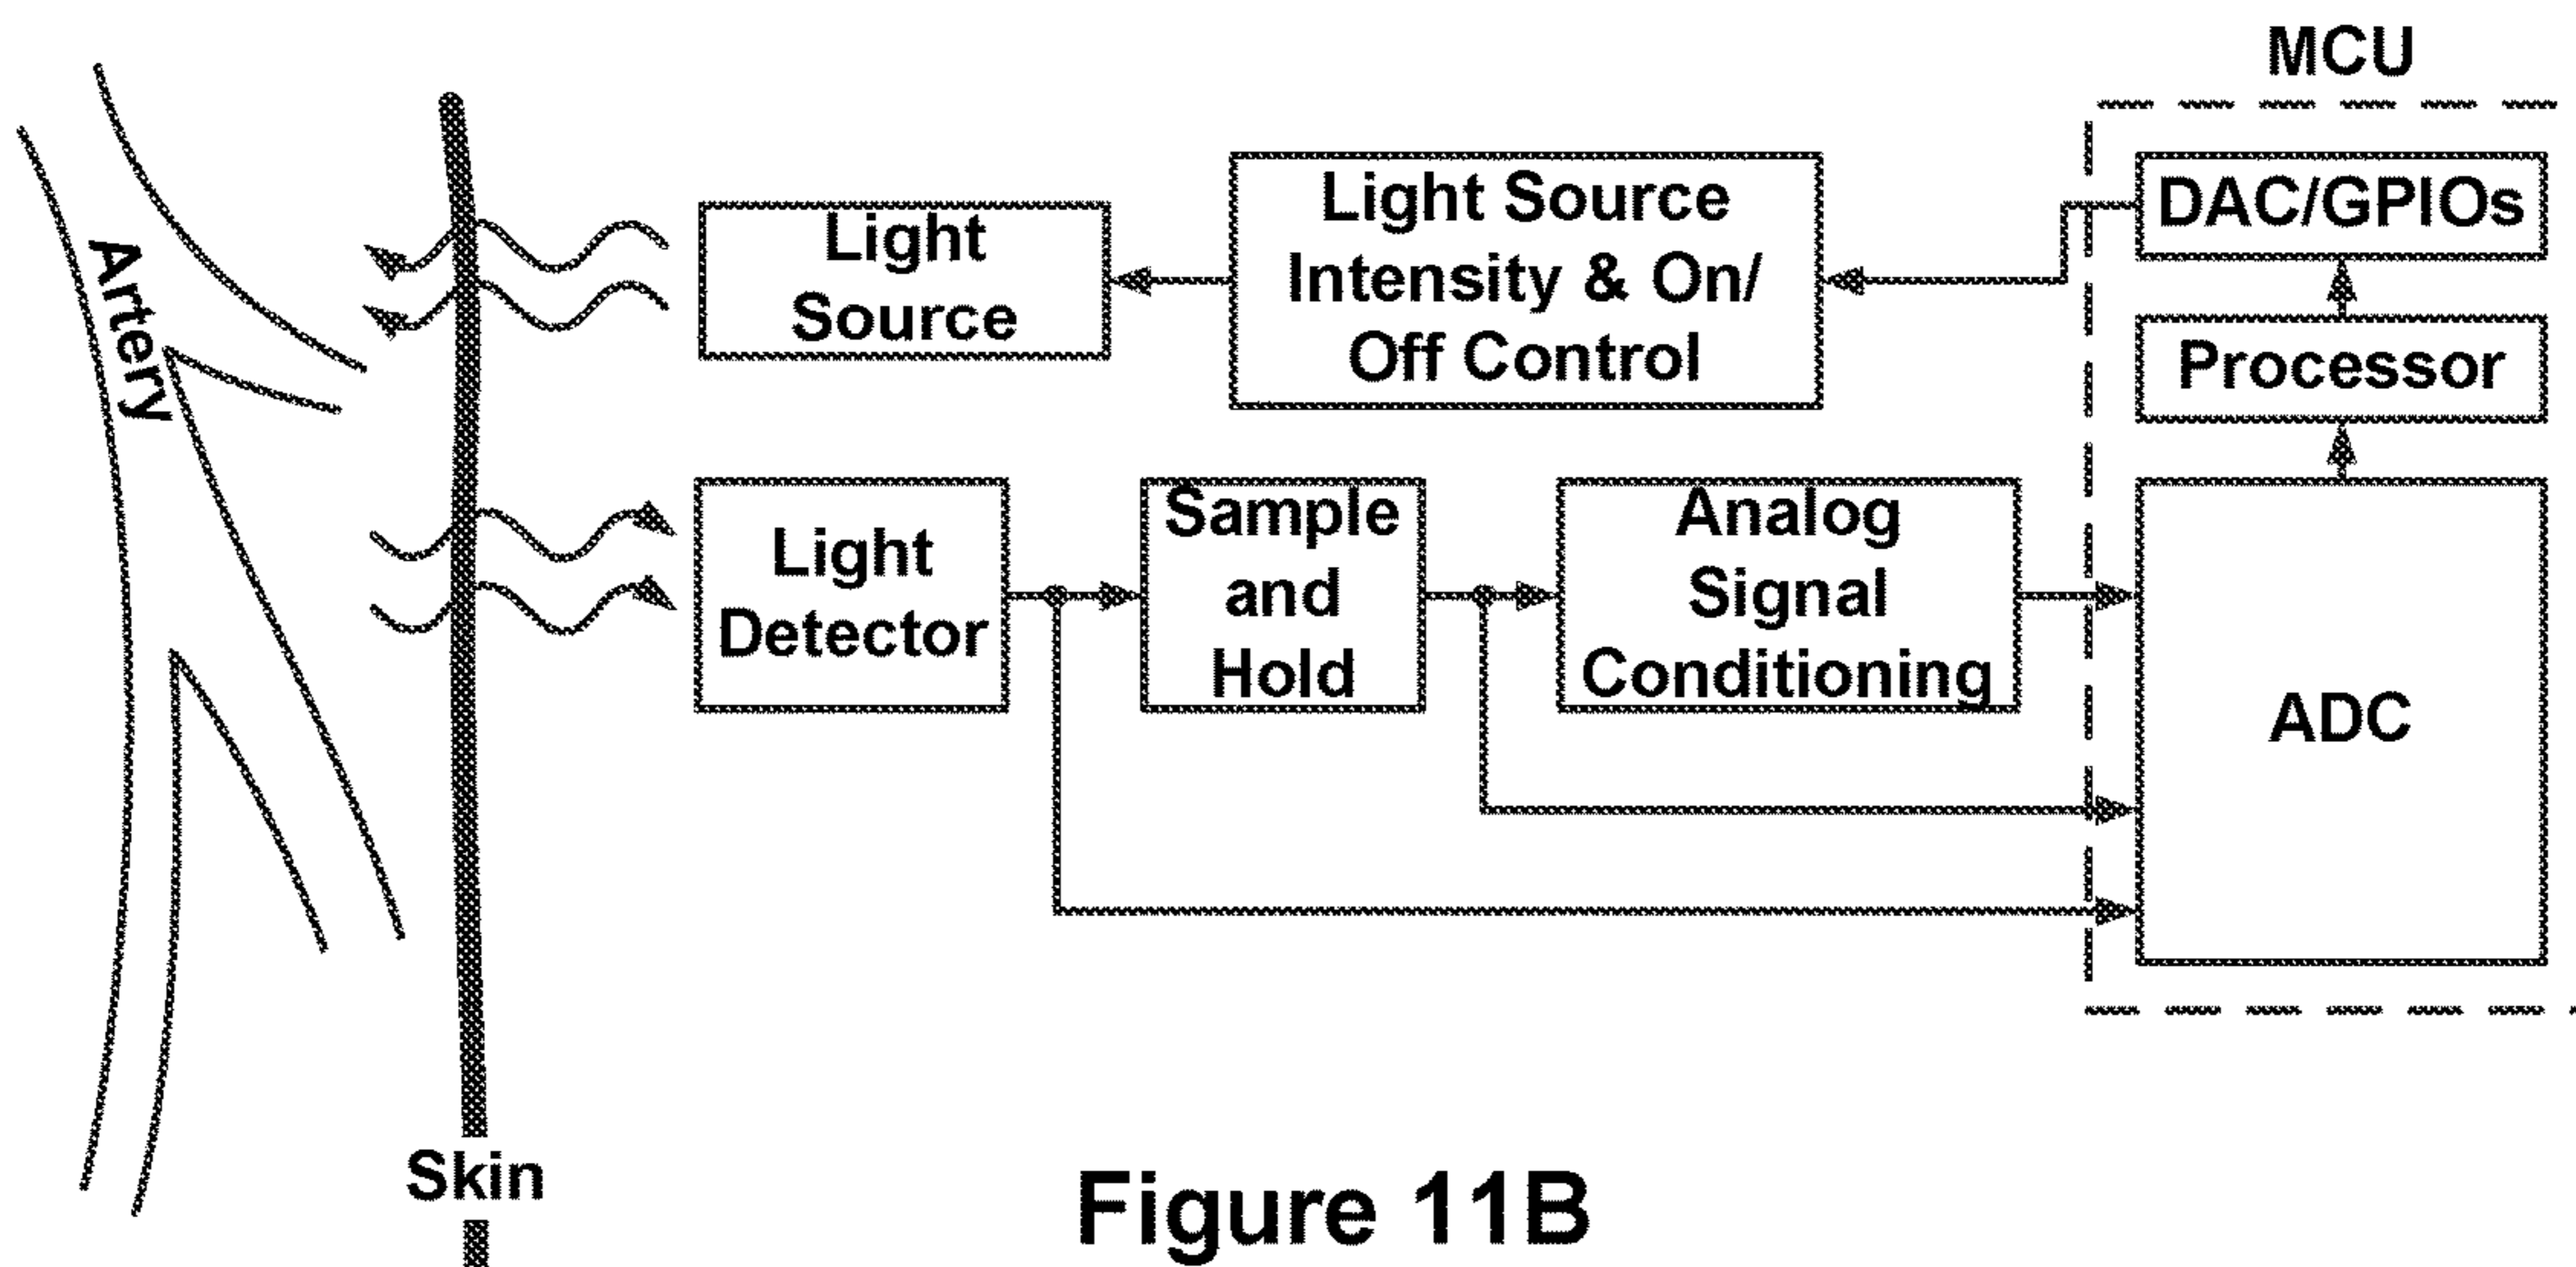 MCU
Artery
Light
Source
Light Source
Intensity & On/
Off Control
DAC/GPIOs
Processor
Light
Detector
Sample
and
Hold
Analog
Signal
Conditioning
ADC
Skin
Figure 11B